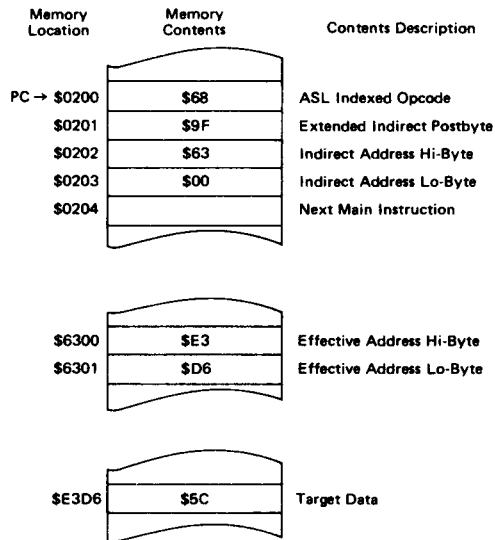 Memory Location Memory Contents Contents Description
PC → $0200 $68 ASL Indexed Opcode
$0201 $9F Extended Indirect Postbyte
$0202 $63 Indirect Address Hi-Byte
$0203 $00 Indirect Address Lo-Byte
$0204 Next Main Instruction
$6300 $E3 Effective Address Hi-Byte
$6301 $D6 Effective Address Lo-Byte
$E3D6 $5C Target Data